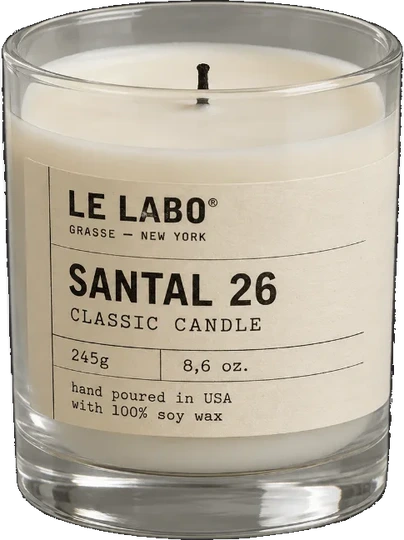 LE LABO®
GRASSE — NEW YORK
SANTAL 26
CLASSIC CANDLE
245g 8,6 oz.
hand poured in USA
with 100% soy wax